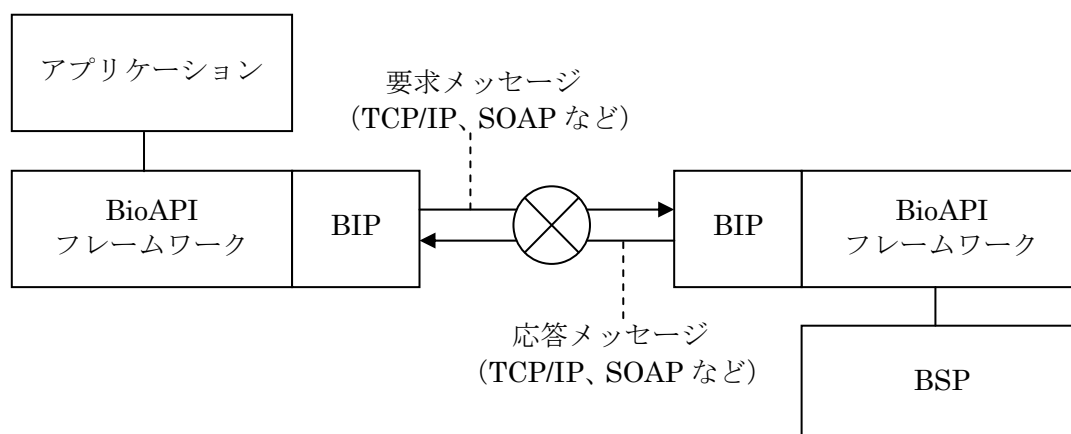 アプリケーション
要求メッセージ
（TCP/IP、SOAP など）
BioAPI
フレームワーク
BIP
BIP
BioAPI
フレームワーク
応答メッセージ
（TCP/IP、SOAP など）
BSP